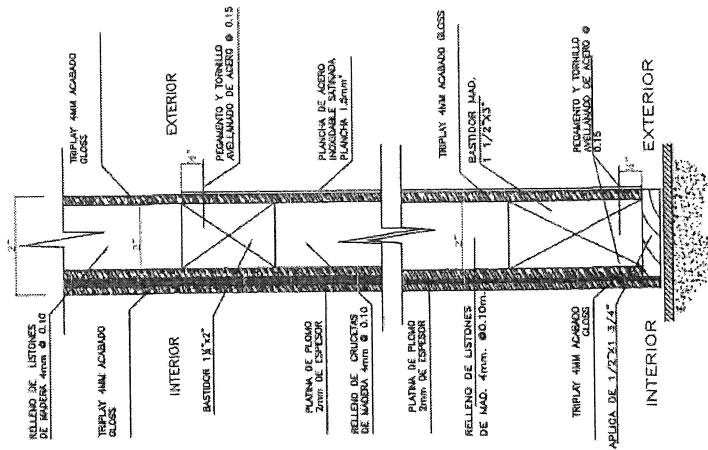 RELLENO DE LISTONES
DE MADERA 4mm @ 0.10
TRIPLAY 4MM ACABADO
GLOSS
INTERIOR
BASTIDOR 1½"x2"
PLATINA DE PLOMO
2mm DE ESPESOR
RELLENO DE CRUCETAS
DE MADERA 4mm @ 0.10
PLATINA DE PLOMO
2mm DE ESPESOR
RELLENO DE LISTONES
DE MAD. 4mm. @0.10m.
TRIPLAY 4MM ACABADO
GLOSS
APLICA DE 1/2"X1 3/4"
INTERIOR
2"
TRIPLAY 4MM ACABADO
GLOSS
EXTERIOR
PEGAMENTO Y TORNILLO
AVELLANADO DE ACERO @ 0.15
PLANCHA DE ACERO
INOXIDABLE SATINADA
PLANCHA 1.5mm"
TRIPLAY 4MM ACABADO GLOSS
BASTIDOR MAD.
1 1/2"X3"
PEGAMENTO Y TORNILLO
AVELLANADO DE ACERO @
0.15
EXTERIOR